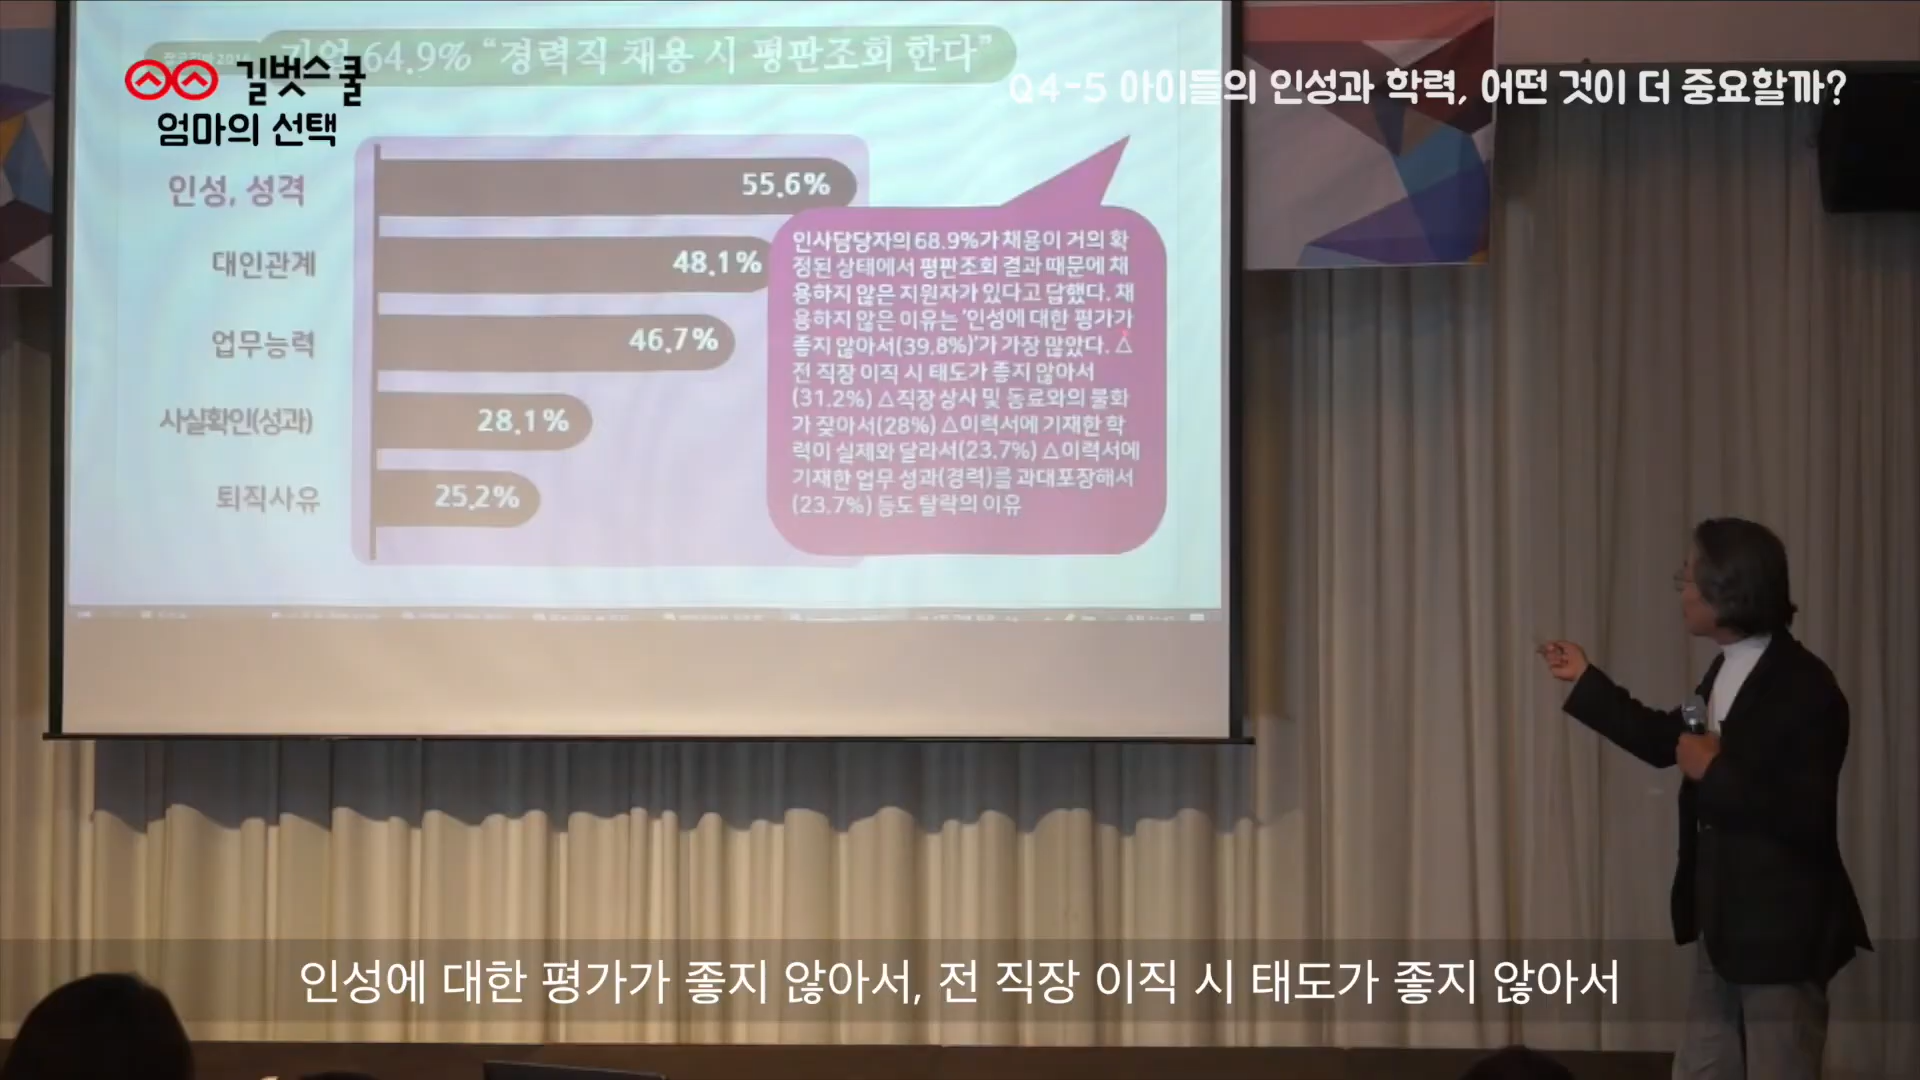 기업 64.9% “경력직 채용 시 평판조회 한다”
길벗스쿨
엄마의 선택
Q4-5 아이들의 인성과 학력, 어떤 것이 더 중요할까?
인성, 성격
55.6%
대인관계
48.1%
업무능력
46.7%
사실확인(성과)
28.1%
퇴직사유
25.2%
인사담당자의 68.9%가 채용이 거의 확
정된 상태에서 평판조회 결과 때문에 채
용하지 않은 지원자가 있다고 답했다. 채
용하지 않은 이유는 '인성에 대한 평가가
좋지 않아서(39.8%)'가 가장 많았다. △
전 직장 이직 시 태도가 좋지 않아서
(31.2%) △직장 상사 및 동료와의 불화
가 잦아서(28%) △이력서에 기재한 학
력이 실제와 달라서(23.7%) △이력서에
기재한 업무 성과(경력)를 과대포장해서
(23.7%) 등도 탈락의 이유
인성에 대한 평가가 좋지 않아서, 전 직장 이직 시 태도가 좋지 않아서